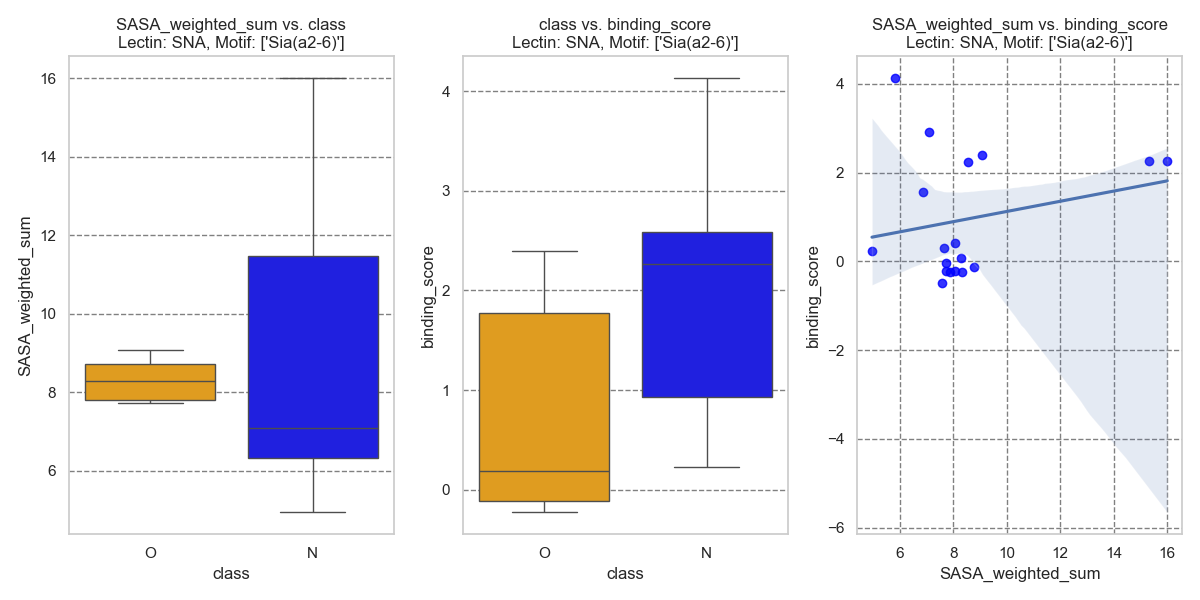 SASA_weighted_sum vs. class
Lectin: SNA, Motif: ['Sia(a2-6)']
16
14
12
10
8
6
SASA_weighted_sum
O
N
class
class vs. binding_score
Lectin: SNA, Motif: ['Sia(a2-6)']
4
3
2
1
0
binding_score
O
N
class
SASA_weighted_sum vs. binding_score
Lectin: SNA, Motif: ['Sia(a2-6)']
4
2
0
−2
−4
−6
binding_score
6
8
10
12
14
16
SASA_weighted_sum